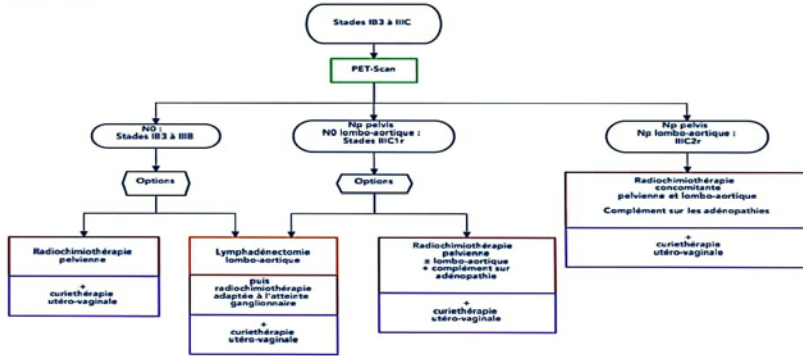 Stades IB3 à IIIC
PET-Scan
N0 :
Stades IB3 à IIIB
Np pelvis
N0 lombo-aortique :
Stades IIIC1r
Np pelvis
Np lombo-aortique :
IIIC2r
Options
Options
Radiochimiothérapie
concomitante
pelvienne et lombo-aortique
Complément sur les adénopathies
+
curiethérapie
utéro-vaginale
Radiochimiothérapie
pelvienne
+
curiethérapie
utéro-vaginale
Lymphadénectomie
lombo-aortique
puis
radiochimiothérapie
adaptée à l'atteinte
ganglionnaire
+
curiethérapie
utéro-vaginale
Radiochimiothérapie
pelvienne
± lombo-aortique
+ complément sur
adénopathie
+
curiethérapie
utéro-vaginale